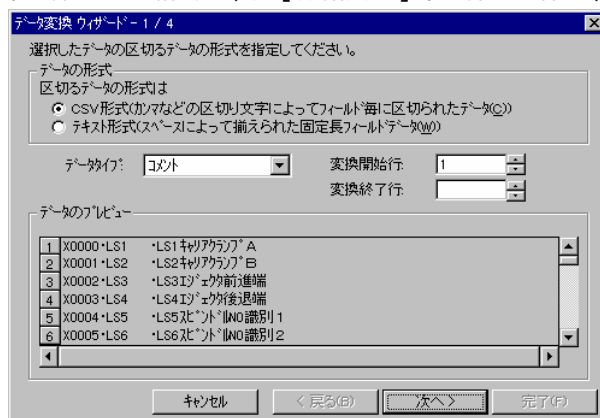 ﾃﾞｰﾀ変換 ｳｨｻﾞｰﾄﾞ - 1 / 4
選択したﾃﾞｰﾀの区切るﾃﾞｰﾀの形式を指定してください。
ﾃﾞｰﾀの形式
区切るﾃﾞｰﾀの形式は
CSV形式(ｶﾝﾏなどの区切り文字によってﾌｨｰﾙﾄﾞ毎に区切られたﾃﾞｰﾀ(C))
ﾃｷｽﾄ形式(ｽﾍﾟｰｽによって揃えられた固定長ﾌｨｰﾙﾄﾞﾃﾞｰﾀ(W))
ﾃﾞｰﾀﾀｲﾌﾟ: ｺﾒﾝﾄ 変換開始行: 1
変換終了行:
ﾃﾞｰﾀのﾌﾟﾚﾋﾞｭｰ
1 X0000・LS1 ・LS1ｷｬﾘｱｸﾗﾝﾌﾟA
2 X0001・LS2 ・LS2ｷｬﾘｱｸﾗﾝﾌﾟB
3 X0002・LS3 ・LS3ｴｼﾞｪｸﾀ前進端
4 X0003・LS4 ・LS4ｴｼﾞｪｸﾀ後退端
5 X0004・LS5 ・LS5ｽﾋﾟﾝﾄﾞﾙNO識別1
6 X0005・LS6 ・LS6ｽﾋﾟﾝﾄﾞﾙNO識別2
ｷｬﾝｾﾙ < 戻る(B) 次へ > 完了(F)